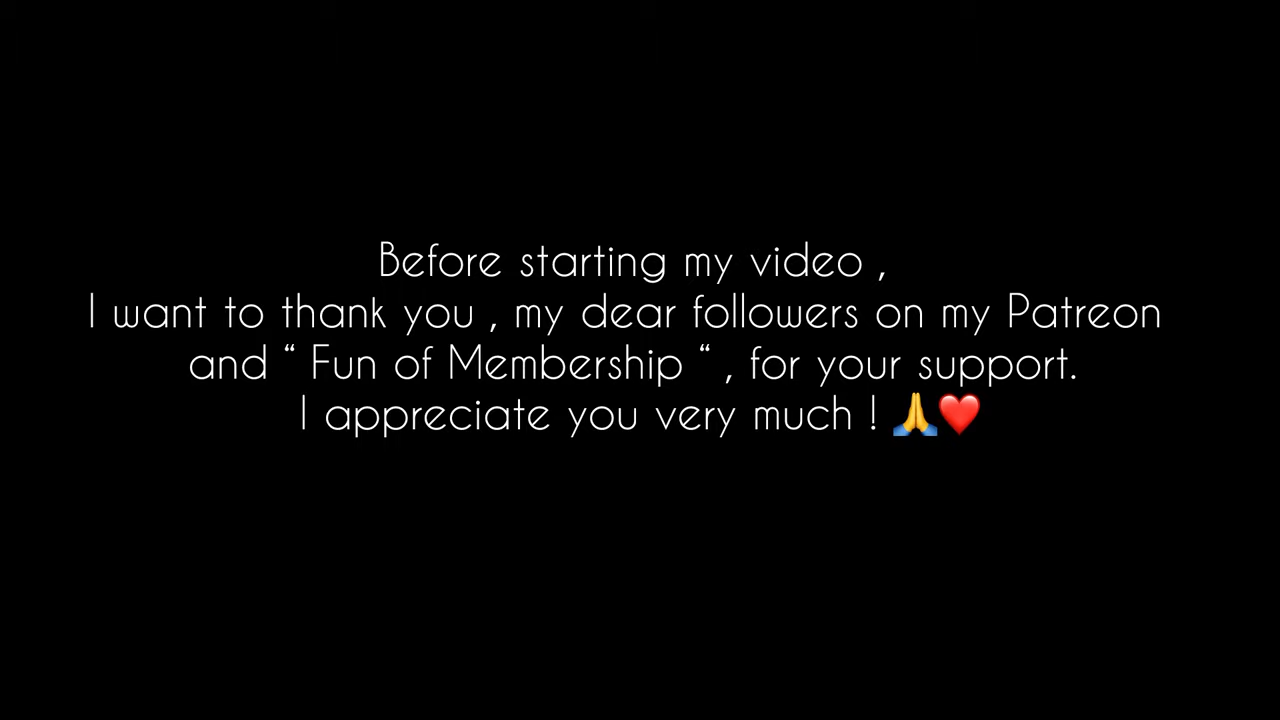 Before starting my video ,
I want to thank you , my dear followers on my Patreon
and “ Fun of Membership “ , for your support.
I appreciate you very much ! 🙏❤️